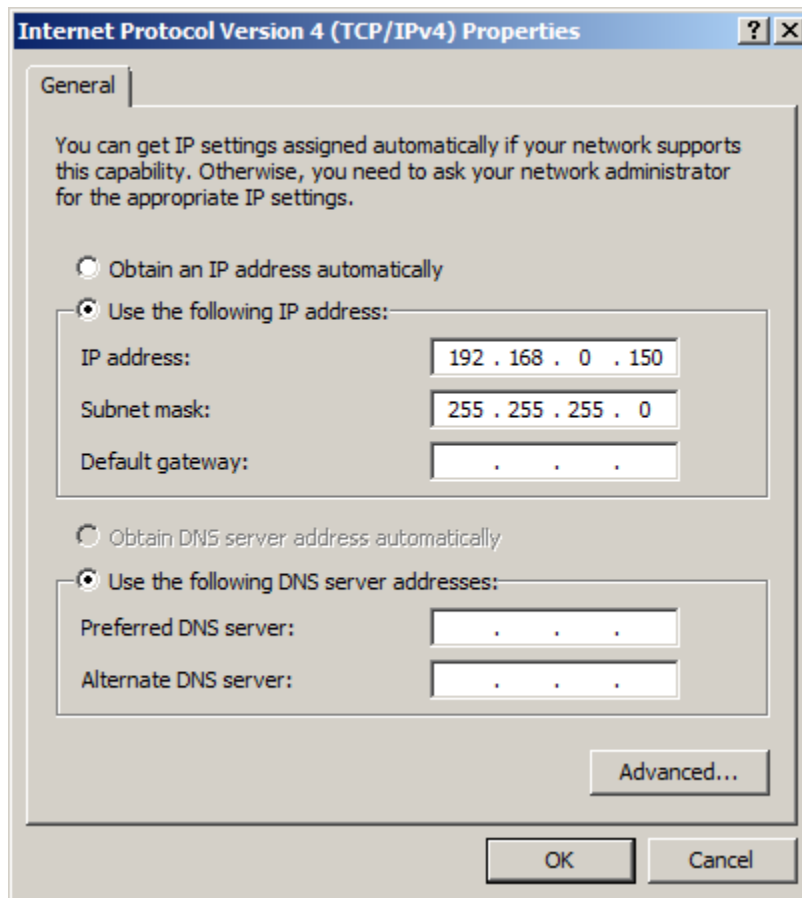 Internet Protocol Version 4 (TCP/IPv4) Properties
General
You can get IP settings assigned automatically if your network supports
this capability. Otherwise, you need to ask your network administrator
for the appropriate IP settings.
Obtain an IP address automatically
Use the following IP address:
IP address: 192 . 168 . 0 . 150
Subnet mask: 255 . 255 . 255 . 0
Default gateway: . . .
Obtain DNS server address automatically
Use the following DNS server addresses:
Preferred DNS server: . . .
Alternate DNS server: . . .
Advanced...
OK Cancel